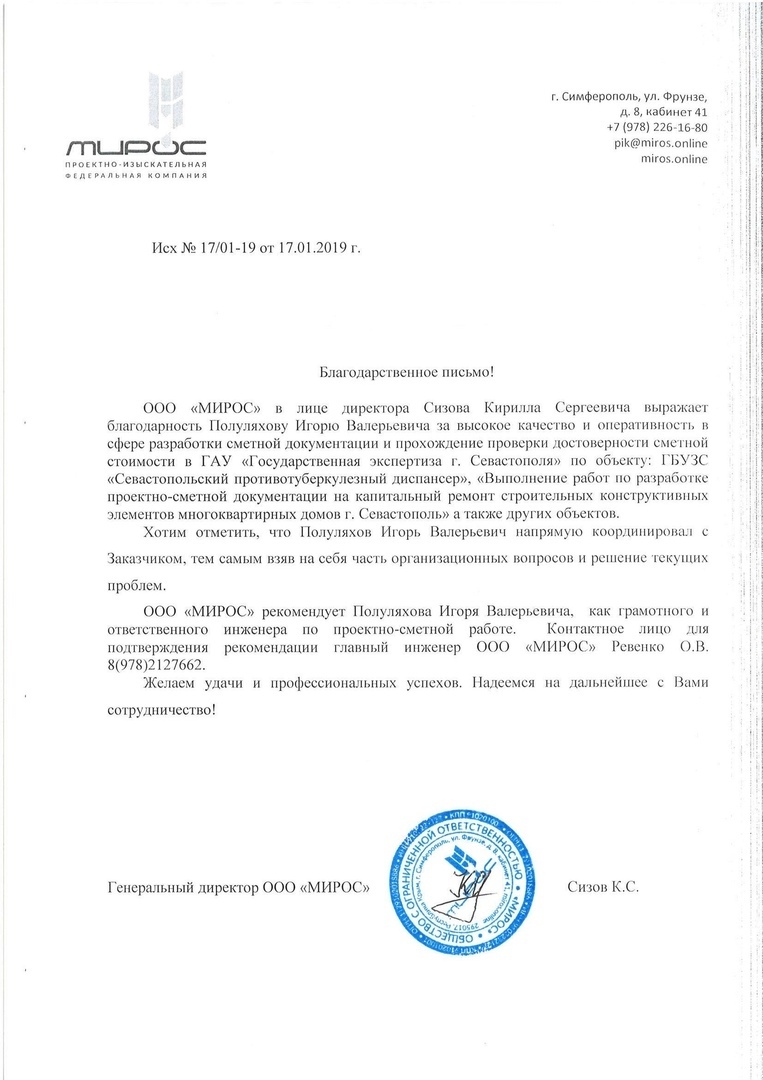 МИРОС
ПРОЕКТНО-ИЗЫСКАТЕЛЬСКАЯ
ФЕДЕРАЛЬНАЯ КОМПАНИЯ
г. Симферополь, ул. Фрунзе,
д. 8, кабинет 41
+7 (978) 226-16-80
pik@miros.online
miros.online
Исх № 17/01-19 от 17.01.2019 г.
Благодарственное письмо!
ООО «МИРОС» в лице директора Сизова Кирилла Сергеевича выражает
благодарность Полуляхову Игорю Валерьевича за высокое качество и оперативность в
сфере разработки сметной документации и прохождение проверки достоверности сметной
стоимости в ГАУ «Государственная экспертиза г. Севастополя» по объекту: ГБУЗС
«Севастопольский противотуберкулезный диспансер», «Выполнение работ по разработке
проектно-сметной документации на капитальный ремонт строительных конструктивных
элементов многоквартирных домов г. Севастополь» а также других объектов.
Хотим отметить, что Полуляхов Игорь Валерьевич напрямую координировал с
Заказчиком, тем самым взяв на себя часть организационных вопросов и решение текущих
проблем.
ООО «МИРОС» рекомендует Полуляхова Игоря Валерьевича, как грамотного и
ответственного инженера по проектно-сметной работе. Контактное лицо для
подтверждения рекомендации главный инженер ООО «МИРОС» Ревенко О.В.
8(978)2127662.
Желаем удачи и профессиональных успехов. Надеемся на дальнейшее с Вами
сотрудничество!
Генеральный директор ООО «МИРОС»
ОБЩЕСТВО С ОГРАНИЧЕННОЙ ОТВЕТСТВЕННОСТЬЮ «МИРОС»
295017, Республика Крым, г. Симферополь, ул. Фрунзе, д. 8, кабинет 41, miros.online
Сизов К.С.